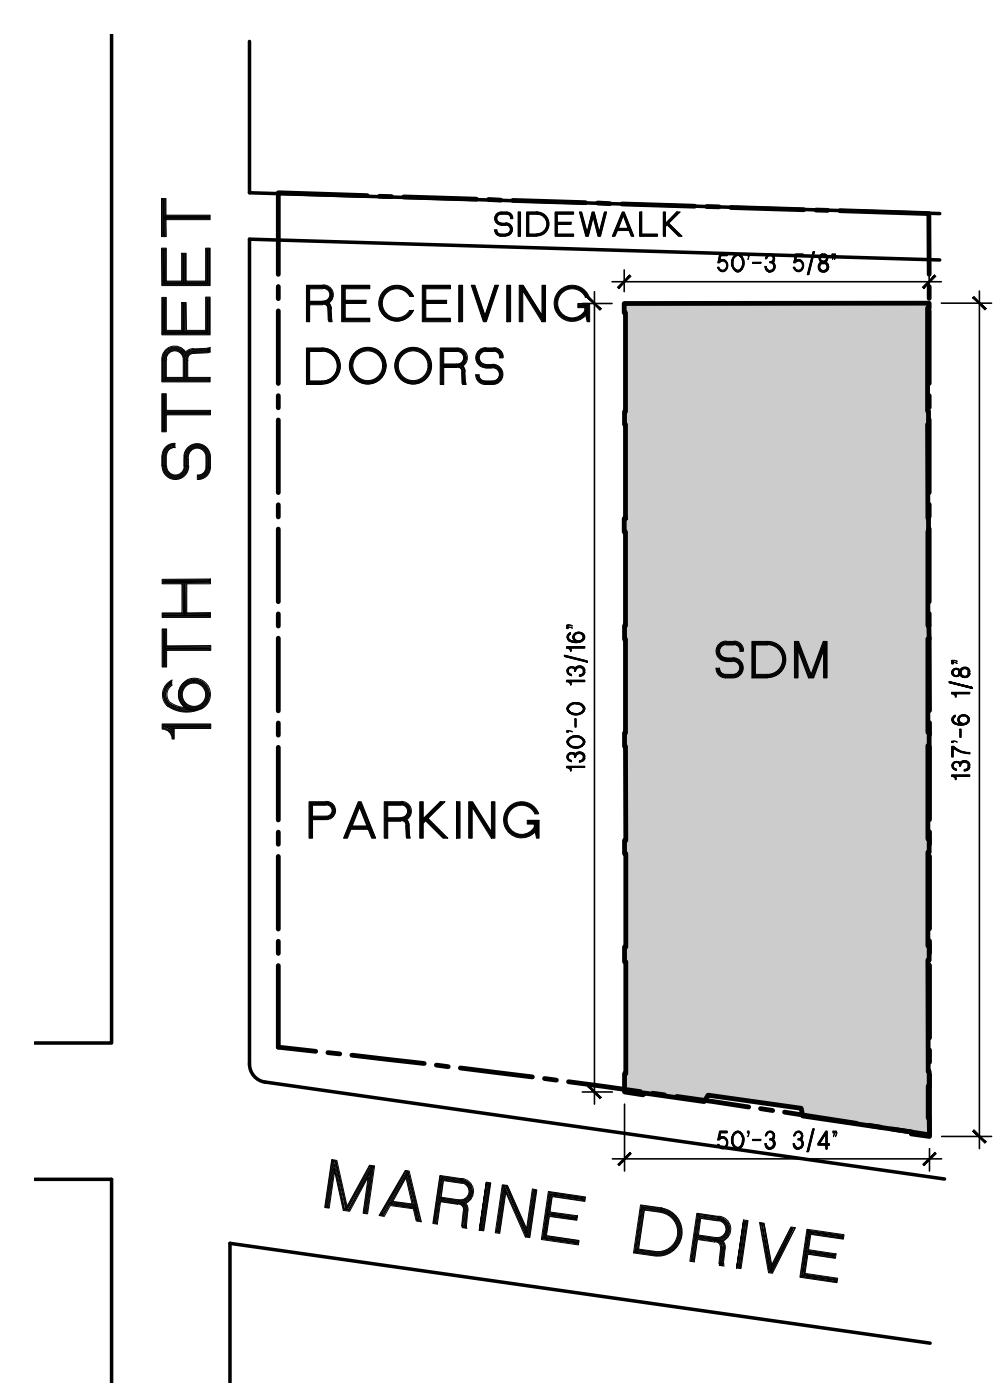 SIDEWALK
50'-3 5/8"
RECEIVING
DOORS
16TH STREET
130'-0 13/16"
SDM
137'-6 1/8"
PARKING
50'-3 3/4"
MARINE DRIVE